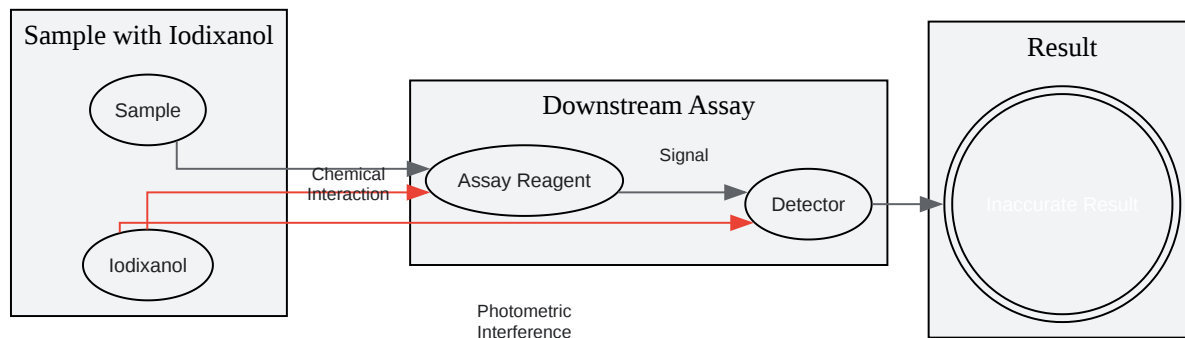 Sample with Iodixanol
Sample
Iodixanol
Chemical
Interaction
Downstream Assay
Assay Reagent
Signal
Detector
Photometric
Interference
Result
Inaccurate Result